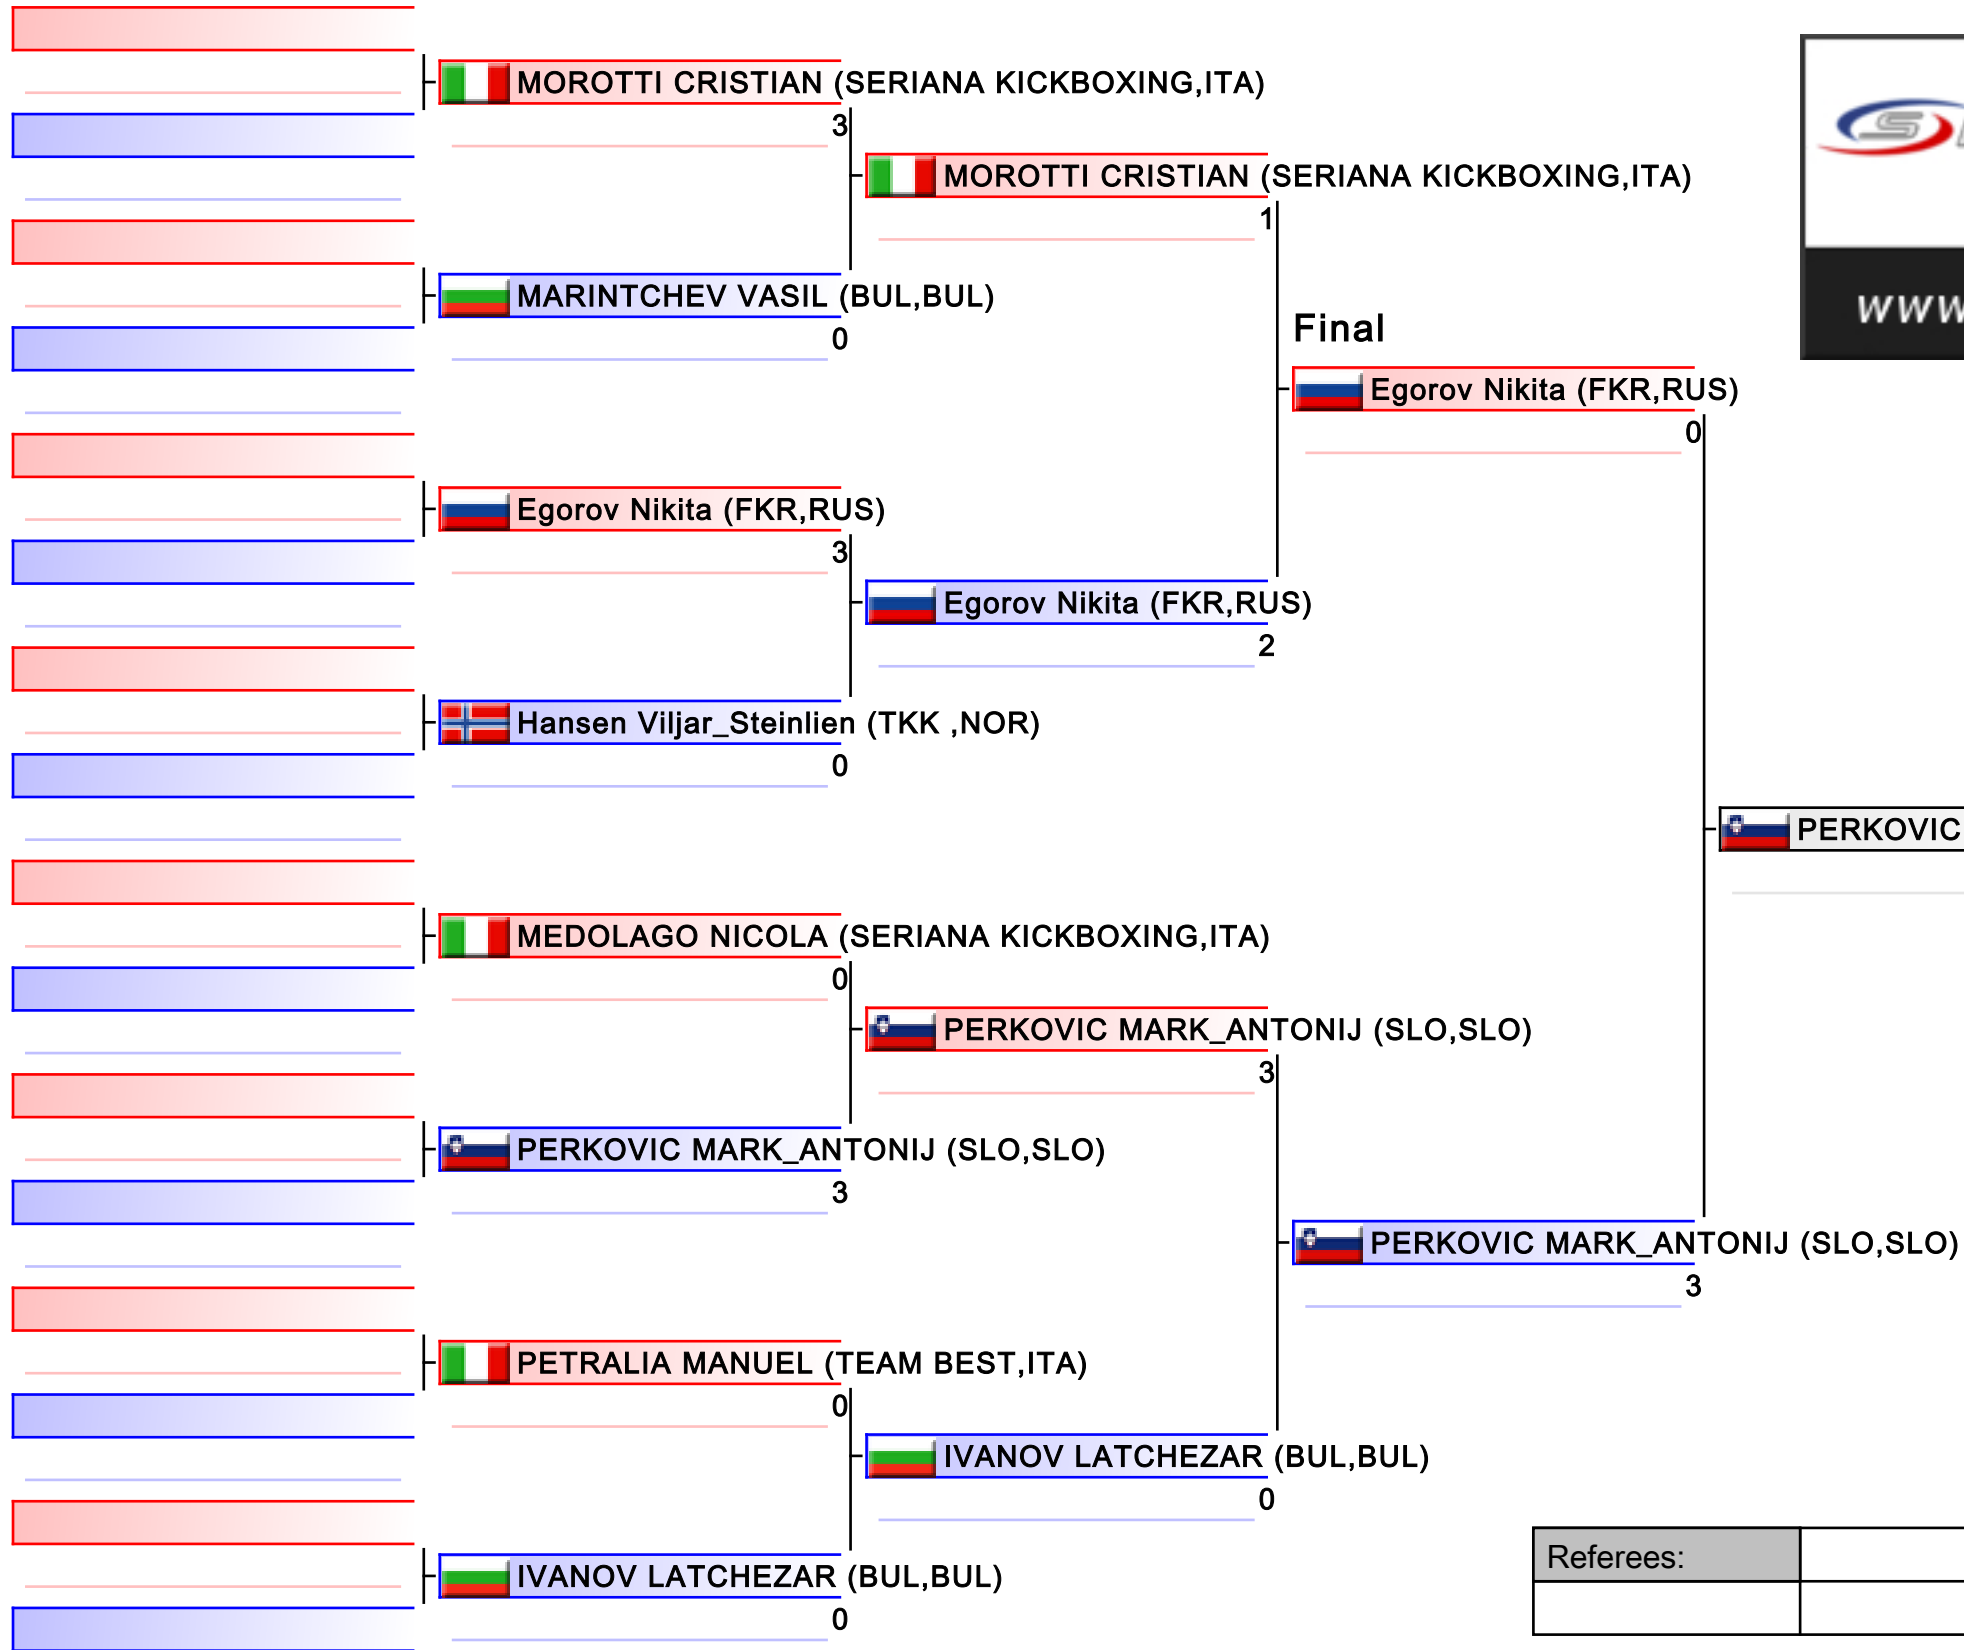 MOROTTI CRISTIAN (SERIANA KICKBOXING,ITA)
3
MOROTTI CRISTIAN (SERIANA KICKBOXING,ITA)
1
MARINTCHEV VASIL (BUL,BUL)
0
www
Final
Egorov Nikita (FKR,RUS)
0
Egorov Nikita (FKR,RUS)
3
Egorov Nikita (FKR,RUS)
2
Hansen Viljar_Steinlien (TKK ,NOR)
0
PERKOVIC
MEDOLAGO NICOLA (SERIANA KICKBOXING,ITA)
0
PERKOVIC MARK_ANTONIJ (SLO,SLO)
3
PERKOVIC MARK_ANTONIJ (SLO,SLO)
3
PERKOVIC MARK_ANTONIJ (SLO,SLO)
3
PETRALIA MANUEL (TEAM BEST,ITA)
0
IVANOV LATCHEZAR (BUL,BUL)
0
IVANOV LATCHEZAR (BUL,BUL)
0
Referees: